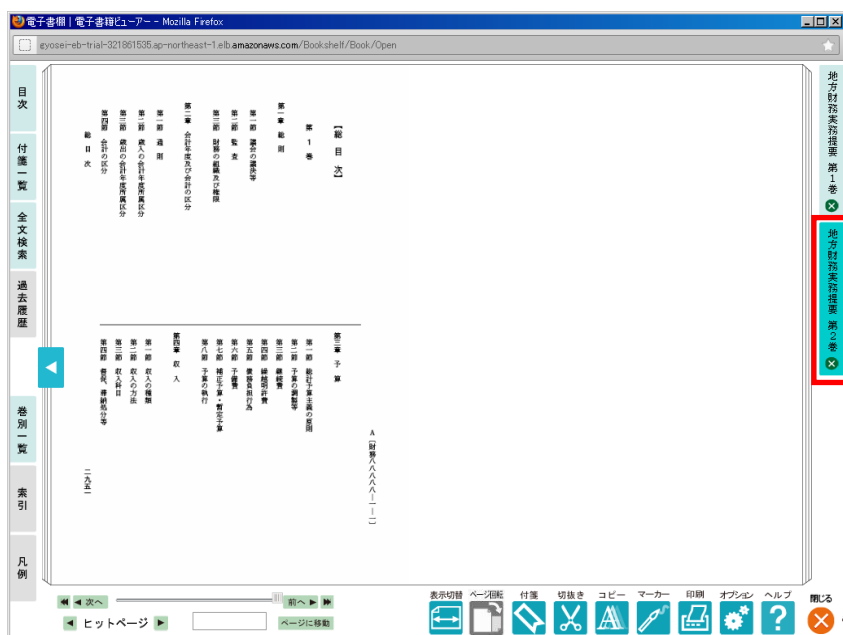 電子書棚 | 電子書籍ビューアー - Mozilla Firefox
gyosei-eb-trial-321861535.ap-northeast-1.elb.amazonaws.com/Bookshelf/Book/Open
目次
付箋一覧
全文検索
過去履歴
巻別一覧
索引
凡例
【総目次】
第1巻
第一章 総則
第一節 議会の議決等
第二節 監査
第三節 財務の組織及び権限
第二章 会計年度及び会計の区分
第一節 通則
第二節 歳入の会計年度所属区分
第三節 歳出の会計年度所属区分
第四節 会計の区分
総目次
第三章 予算
第一節 総計予算主義の原則
第二節 予算の調製等
第三節 継続費
第四節 繰越明許費
第五節 債務負担行為
第六節 予備費
第七節 補正予算・暫定予算
第八節 予算の執行
第四章 収入
第一節 収入の種類
第二節 収入の方法
第三節 収入科目
第四節 督促、滞納処分等
二九五一
地方財務実務提要 第1巻
地方財務実務提要 第2巻
次へ
前へ
ヒットページ
ページに移動
表示切替
ページ回転
付箋
切抜き
コピー
マーカー
印刷
オプション
ヘルプ
閉じる